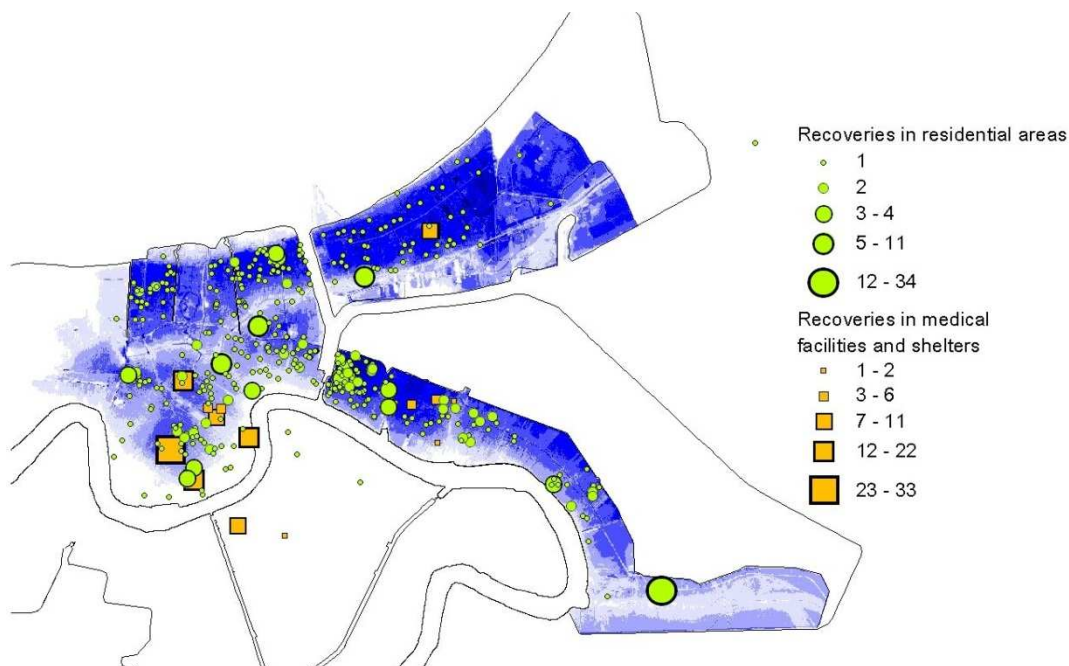 Recoveries in residential areas
1
2
3 - 4
5 - 11
12 - 34
Recoveries in medical
facilities and shelters
1 - 2
3 - 6
7 - 11
12 - 22
23 - 33